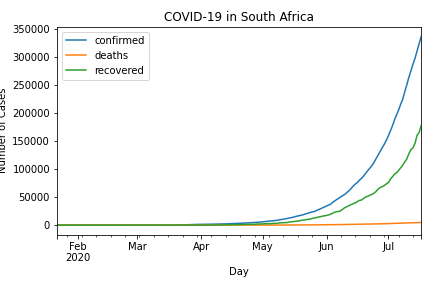 COVID-19 in South Africa
confirmed
deaths
recovered
350000
300000
250000
200000
150000
100000
50000
0
Number of Cases
Feb Mar Apr May Jun Jul
2020
Day